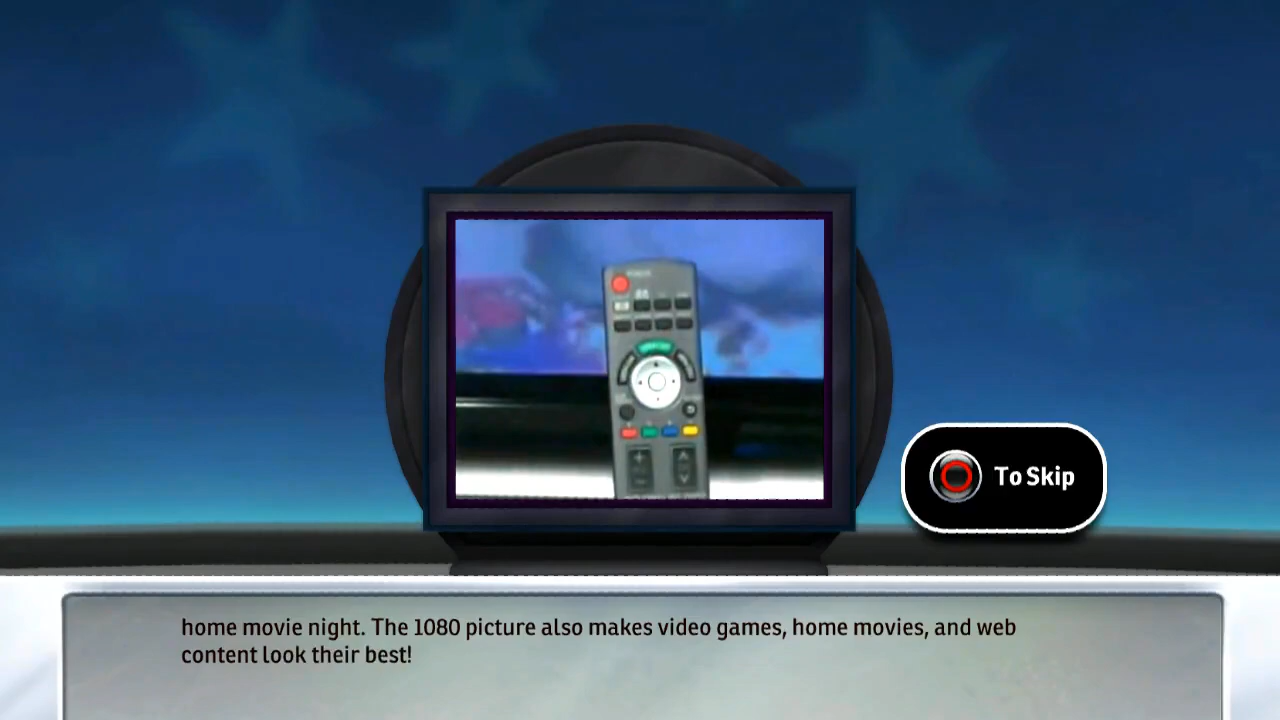 To Skip
home movie night. The 1080 picture also makes video games, home movies, and web
content look their best!